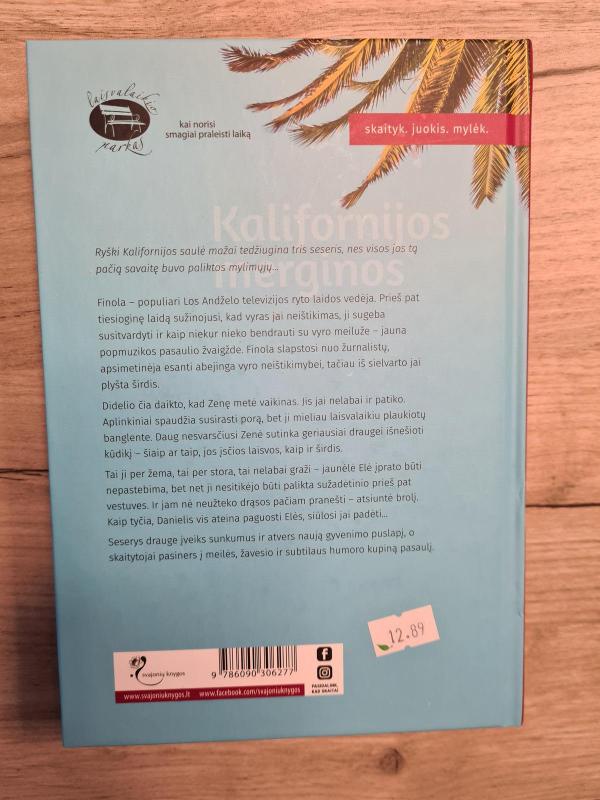 laisvalaikio
parkas
kai norisi
smagiai praleisti laiką
skaityk. juokis. mylėk.
Kalifornijos
merginos
Ryški Kalifornijos saulė mažai tedžiugina tris seseris, nes visos jos tą
pačią savaitę buvo paliktos mylimųjų...
Finola – populiari Los Andželo televizijos ryto laidos vedėja. Prieš pat
tiesioginę laidą sužinojusi, kad vyras jai neištikimas, ji sugeba
susitvardyti ir kaip niekur nieko bendrauti su vyro meiluže – jauna
popmuzikos pasaulio žvaigžde. Finola slapstosi nuo žurnalistų,
apsimetinėja esanti abejinga vyro neištikimybei, tačiau iš sielvarto jai
plyšta širdis.
Didelio čia daikto, kad Zenę metė vaikinas. Jis jai nelabai ir patiko.
Aplinkiniai spaudžia susirasti porą, bet ji mieliau laisvalaikiu plaukiotų
banglente. Daug nesvarsčiusi Zenė sutinka geriausiai draugei išnešioti
kūdikį – šiaip ar taip, jos įsčios laisvos, kaip ir širdis.
Tai ji per žema, tai per stora, tai nelabai graži – jaunėlė Elė įprato būti
nepastebima, bet net ji nesitikėjo būti palikta sužadėtinio prieš pat
vestuves. Ir jam nė neužteko drąsos pačiam pranešti – atsiuntė brolį.
Kaip tyčia, Danielis vis ateina paguosti Elės, siūlosi jai padėti...
Seserys drauge įveiks sunkumus ir atvers naują gyvenimo puslapį, o
skaitytojai pasiners į meilės, žavesio ir subtilaus humoro kupiną pasaulį.
12.89
svajonių knygos
9 786090 306277
PASIDALINK,
KĄ SKAITAI
www.svajoniuknygos.lt www.facebook.com/svajoniuknygos